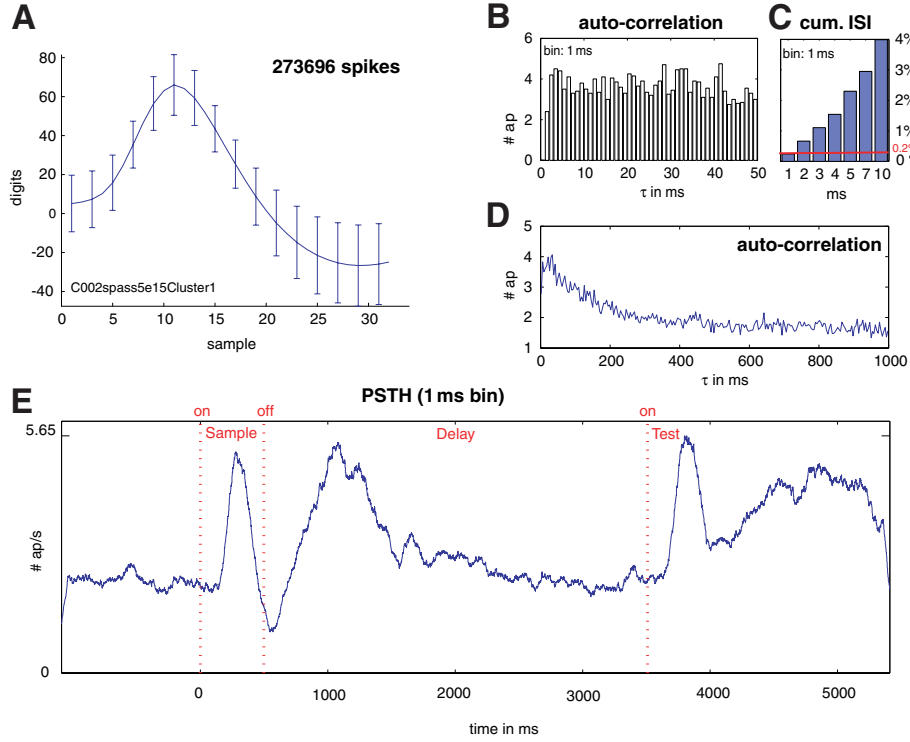 A
80
60
40
20
0
-20
-40
273696 spikes
digits
C002spass5e15Cluster1
0 5 10 15 20 25 30
sample
B
auto-correlation
6
4
2
0
bin: 1 ms
# ap
0 10 20 30 40 50
τ in ms
C
cum. ISI
bin: 1 ms
4%
3%
2%
1%
0.2%
0%
1 2 3 4 5 7 10
ms
D
auto-correlation
5
4
3
2
1
# ap
0 200 400 600 800 1000
τ in ms
E
PSTH (1 ms bin)
on off on
5.65
Sample Delay Test
# ap/s
0
0 1000 2000 3000 4000 5000
time in ms